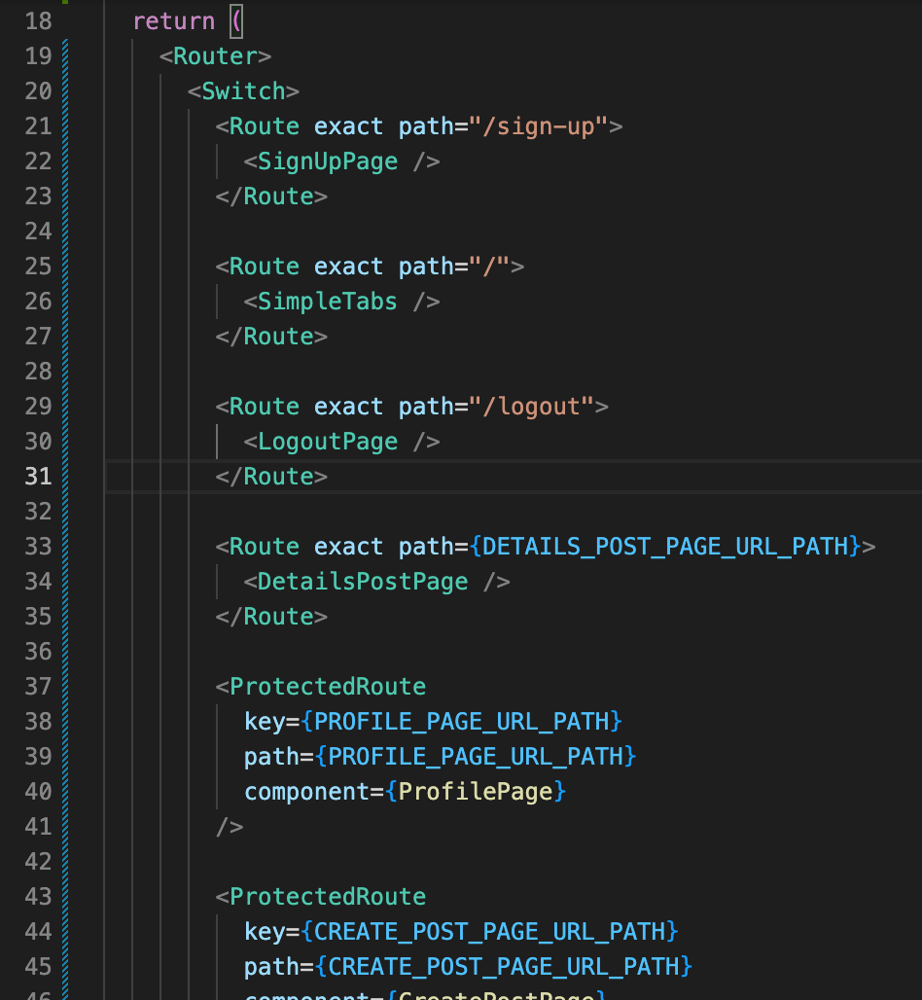 18 return (
19 <Router>
20 <Switch>
21 <Route exact path="/sign-up">
22 <SignUpPage />
23 </Route>
24
25 <Route exact path="/">
26 <SimpleTabs />
27 </Route>
28
29 <Route exact path="/logout">
30 <LogoutPage />
31 </Route>
32
33 <Route exact path={DETAILS_POST_PAGE_URL_PATH}>
34 <DetailsPostPage />
35 </Route>
36
37 <ProtectedRoute
38 key={PROFILE_PAGE_URL_PATH}
39 path={PROFILE_PAGE_URL_PATH}
40 component={ProfilePage}
41 />
42
43 <ProtectedRoute
44 key={CREATE_POST_PAGE_URL_PATH}
45 path={CREATE_POST_PAGE_URL_PATH}
46 component={CreatePostPage}